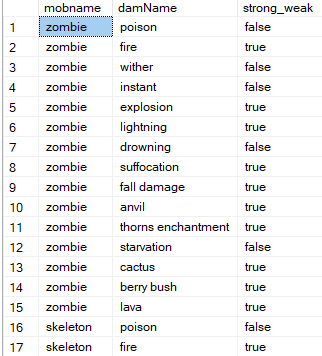 mobname damName strong_weak
1 zombie poison false
2 zombie fire true
3 zombie wither false
4 zombie instant false
5 zombie explosion true
6 zombie lightning true
7 zombie drowning false
8 zombie suffocation true
9 zombie fall damage true
10 zombie anvil true
11 zombie thorns enchantment true
12 zombie starvation false
13 zombie cactus true
14 zombie berry bush true
15 zombie lava true
16 skeleton poison false
17 skeleton fire true